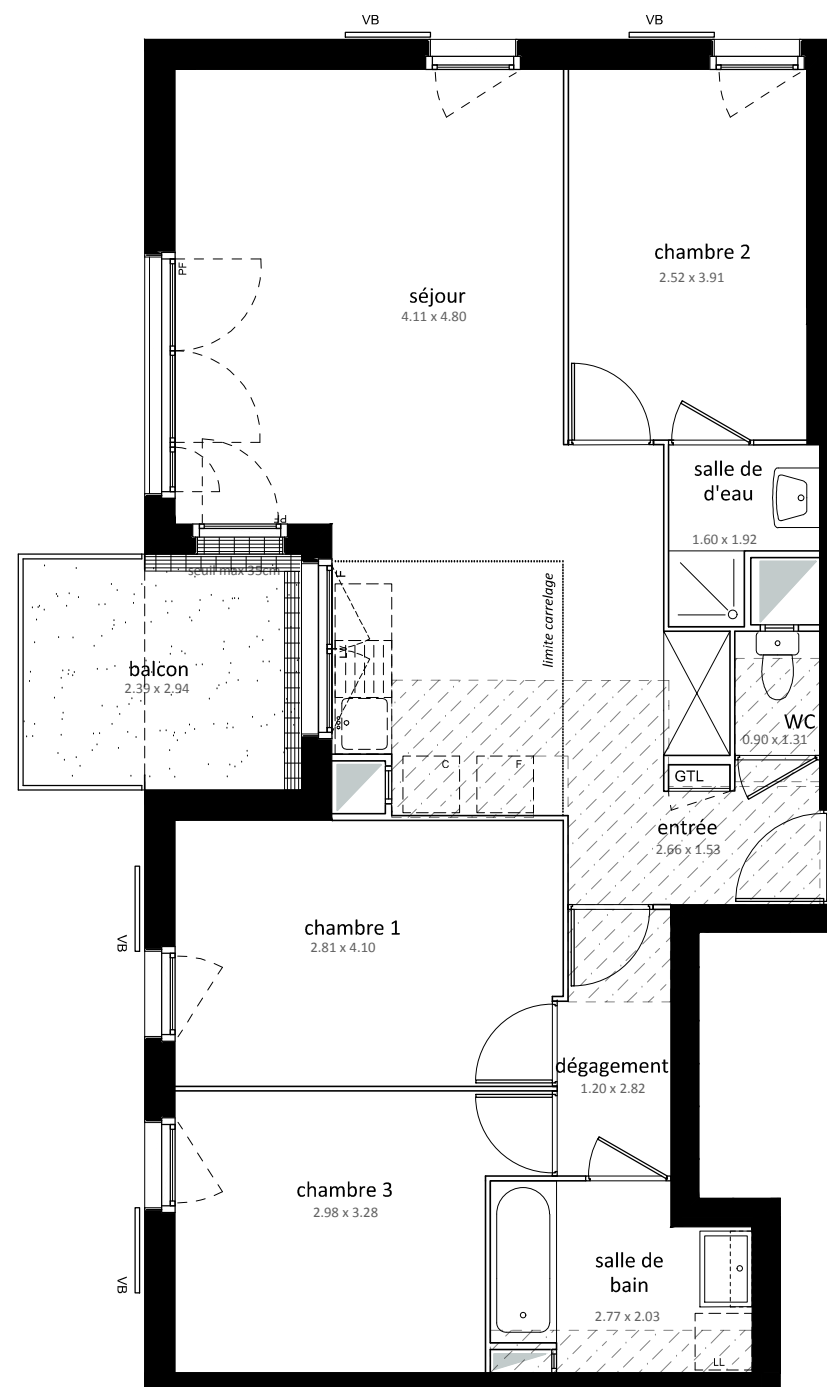 VB
VB
chambre 2
2.52 x 3.91
PF
séjour
4.11 x 4.80
salle de
d'eau
1.60 x 1.92
PF
seuil max 35cm
F
limite carrelage
balcon
2.39 x 2.94
LV
WC
0.90 x 1.31
C
F
GTL
entrée
2.66 x 1.53
VB
chambre 1
2.81 x 4.10
dégagement
1.20 x 2.82
chambre 3
2.98 x 3.28
VB
salle de
bain
2.77 x 2.03
LL